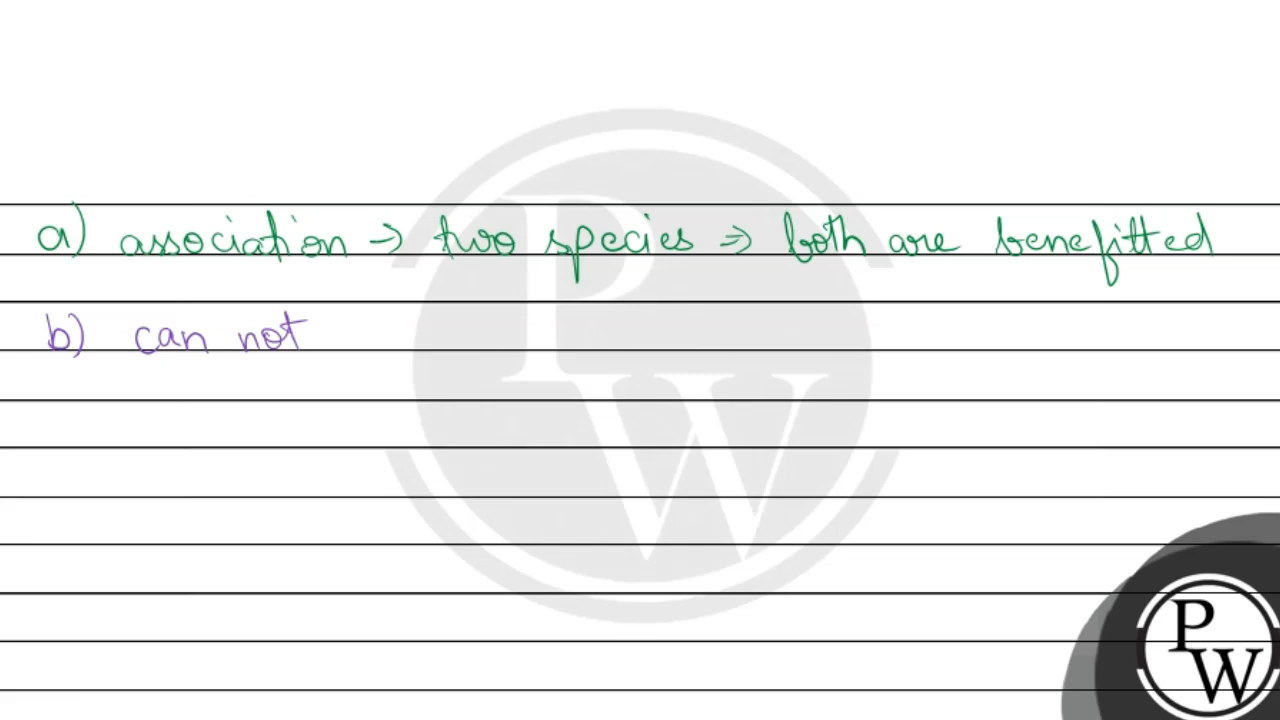 a) association → two species ⇒ both are benefitted
b) can not
P
W
P
W